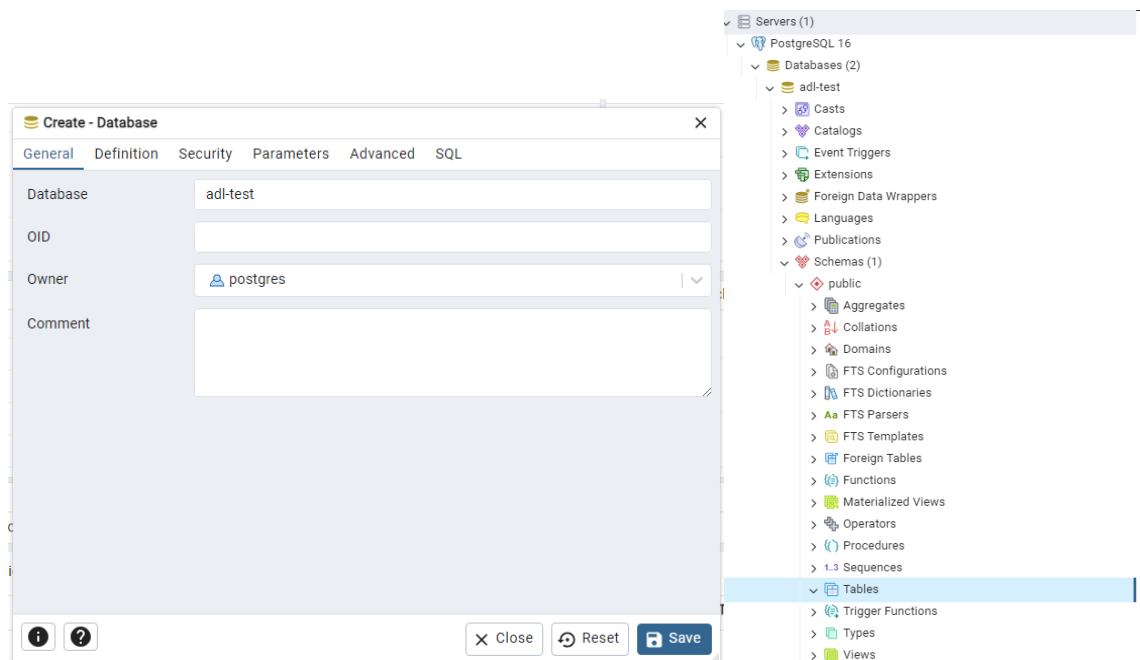 Create - Database
General Definition Security Parameters Advanced SQL
Database adl-test
OID
Owner postgres
Comment
Close Reset Save
Servers (1)
PostgreSQL 16
Databases (2)
adl-test
Casts
Catalogs
Event Triggers
Extensions
Foreign Data Wrappers
Languages
Publications
Schemas (1)
public
Aggregates
Collations
Domains
FTS Configurations
FTS Dictionaries
Aa FTS Parsers
FTS Templates
Foreign Tables
Functions
Materialized Views
Operators
Procedures
1..3 Sequences
Tables
Trigger Functions
Types
Views